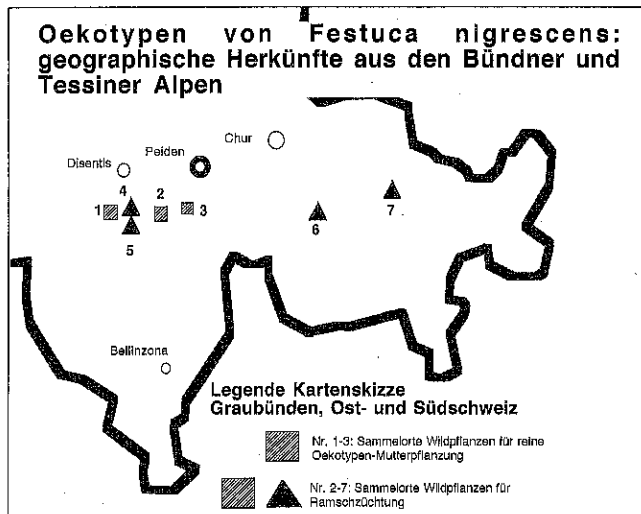 Oekotypen von Festuca nigrescens:
geographische Herkünfte aus den Bündner und
Tessiner Alpen
Chur
Peiden
Disentis
4
2
1
3
7
6
5
Bellinzona
Legende Kartenskizze
Graubünden, Ost- und Südschweiz
Nr. 1-3: Sammelorte Wildpflanzen für reine
Oekotypen-Mutterpflanzung
Nr. 2-7: Sammelorte Wildpflanzen für
Ramschzüchtung